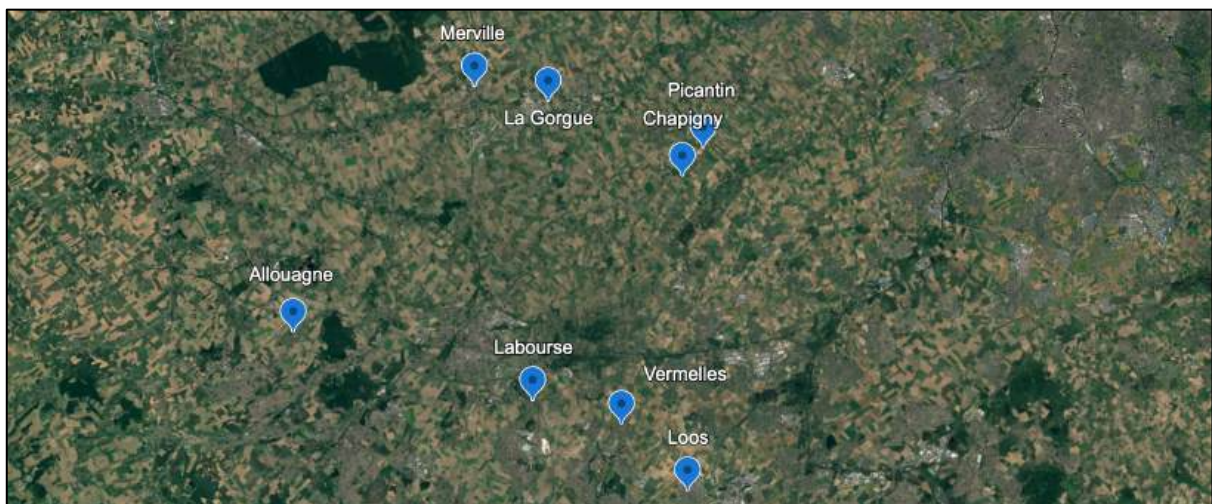 Merville
La Gorgue
Picantin
Chapigny
Allouagne
Labourse
Vermelles
Loos